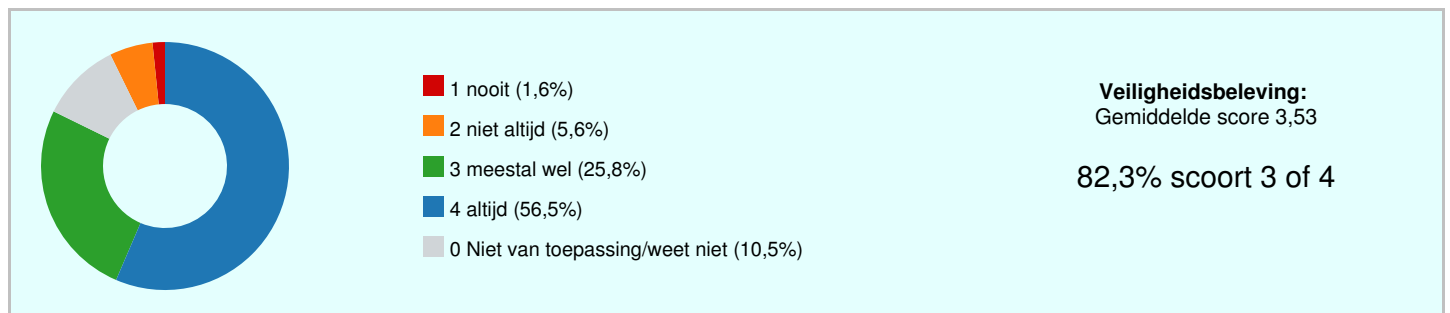 1 nooit (1,6%)
2 niet altijd (5,6%)
3 meestal wel (25,8%)
4 altijd (56,5%)
0 Niet van toepassing/weet niet (10,5%)
Veiligheidsbeleving:
Gemiddelde score 3,53
82,3% scoort 3 of 4